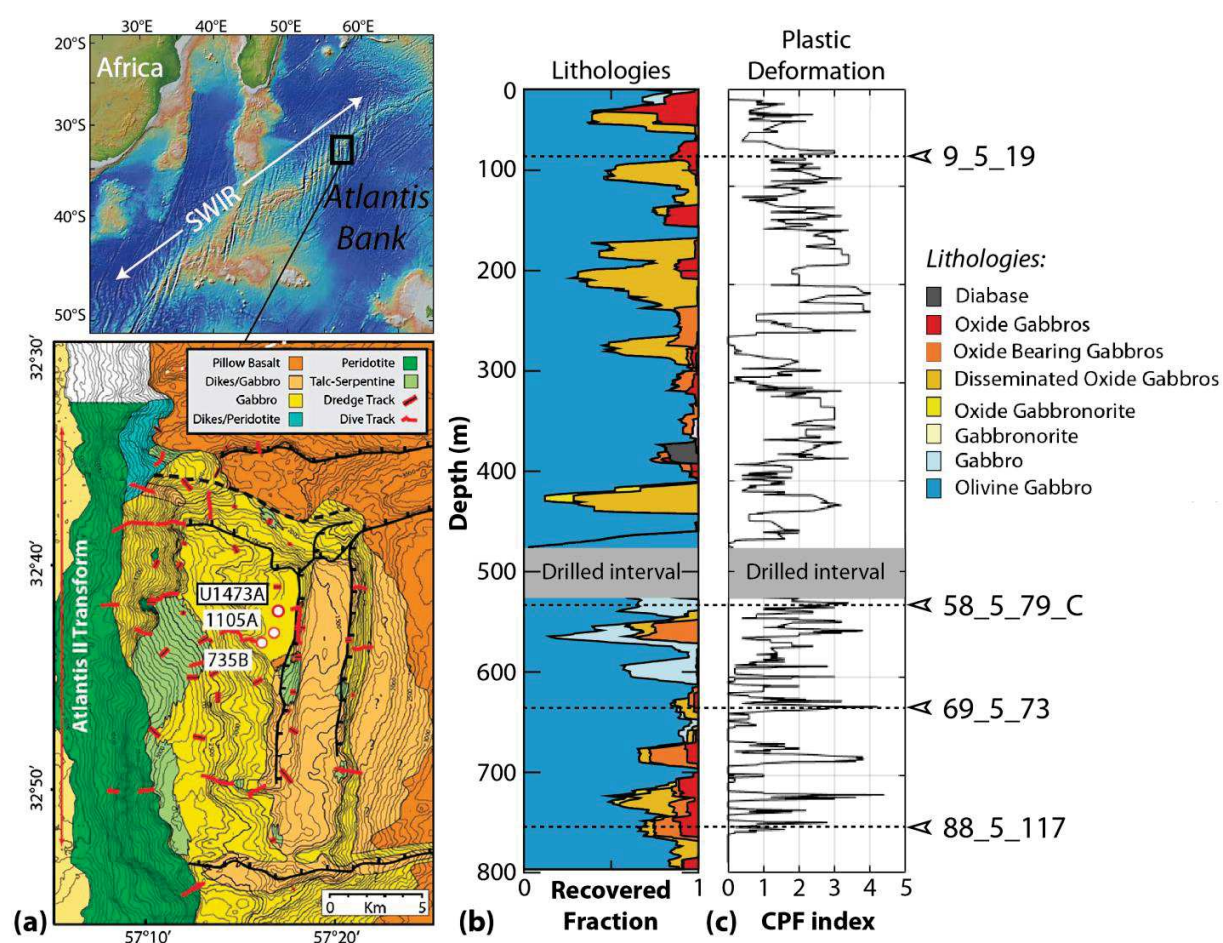 30°E 40°E 50°E 60°E
20°S
30°S
40°S
50°S
Africa
SWIR
Atlantis
Bank
32°30'
32°40'
32°50'
57°10'
57°20'
Pillow Basalt
Dikes/Gabbro
Gabbro
Dikes/Peridotite
Peridotite
Talc-Serpentine
Dredge Track
Dive Track
Atlantis II Transform
U1473A
1105A
735B
0 5
Km
(a)
Lithologies
Depth (m)
0
100
200
300
400
500
600
700
800
Drilled interval
0 1
Recovered
Fraction
(b)
Plastic
Deformation
Drilled interval
0 1 2 3 4 5
CPF index
(c)
9_5_19
58_5_79_C
69_5_73
88_5_117
Lithologies:
Diabase
Oxide Gabbros
Oxide Bearing Gabbros
Disseminated Oxide Gabbros
Oxide Gabbronorite
Gabbronorite
Gabbro
Olivine Gabbro